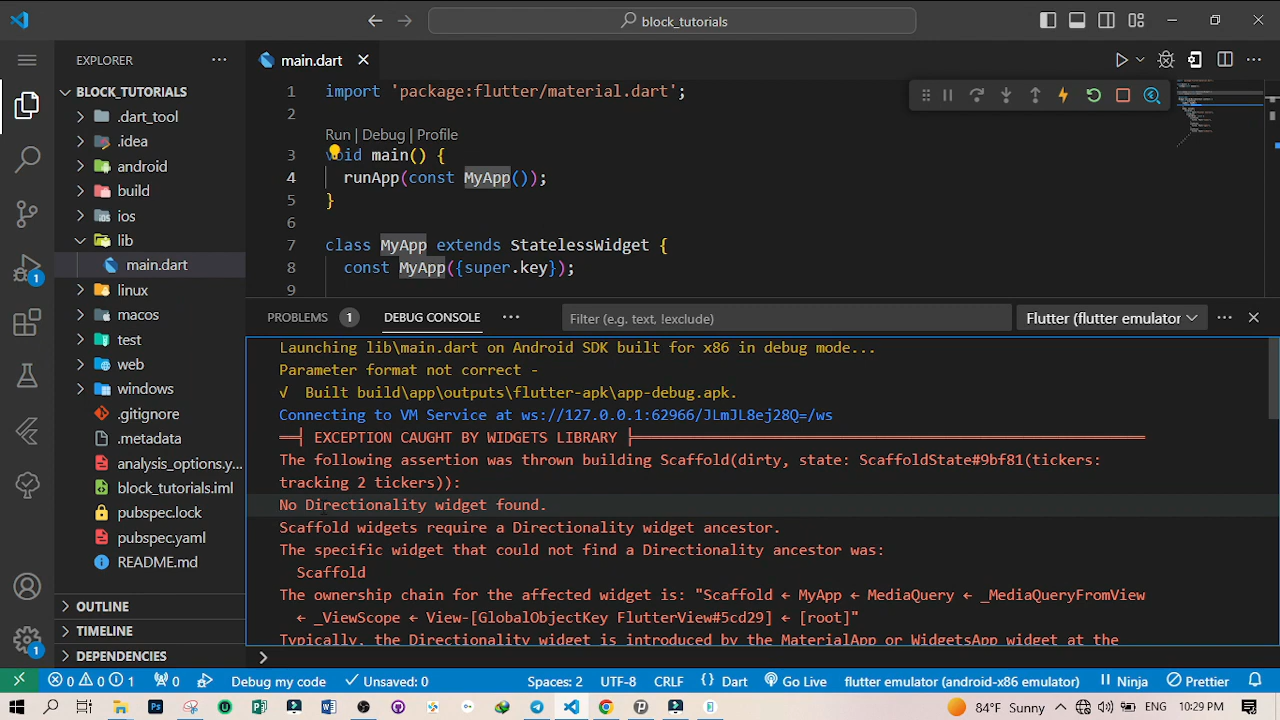 block_tutorials
EXPLORER
main.dart
BLOCK_TUTORIALS
.dart_tool
.idea
android
build
ios
lib
main.dart
linux
macos
test
web
windows
.gitignore
.metadata
analysis_options.y...
block_tutorials.iml
pubspec.lock
pubspec.yaml
README.md
OUTLINE
TIMELINE
DEPENDENCIES
1
1
1 import 'package:flutter/material.dart';
2
Run | Debug | Profile
3 void main() {
4 runApp(const MyApp());
5 }
6
7 class MyApp extends StatelessWidget {
8 const MyApp({super.key});
9
PROBLEMS 1 DEBUG CONSOLE
Filter (e.g. text, !exclude)
Flutter (flutter emulator
Launching lib\main.dart on Android SDK built for x86 in debug mode...
Parameter format not correct -
√ Built build\app\outputs\flutter-apk\app-debug.apk.
Connecting to VM Service at ws://127.0.0.1:62966/JLmJL8ej28Q=/ws
══╡ EXCEPTION CAUGHT BY WIDGETS LIBRARY ╞══
The following assertion was thrown building Scaffold(dirty, state: ScaffoldState#9bf81(tickers:
tracking 2 tickers)):
No Directionality widget found.
Scaffold widgets require a Directionality widget ancestor.
The specific widget that could not find a Directionality ancestor was:
Scaffold
The ownership chain for the affected widget is: "Scaffold ← MyApp ← MediaQuery ← _MediaQueryFromView
← _ViewScope ← View-[GlobalObjectKey FlutterView#5cd29] ← [root]"
Typically, the Directionality widget is introduced by the MaterialApp or WidgetsApp widget at the
>
0 0 1 0 Debug my code Unsaved: 0 Spaces: 2 UTF-8 CRLF {} Dart Go Live flutter emulator (android-x86 emulator) Ninja Prettier
84°F Sunny ENG 10:29 PM